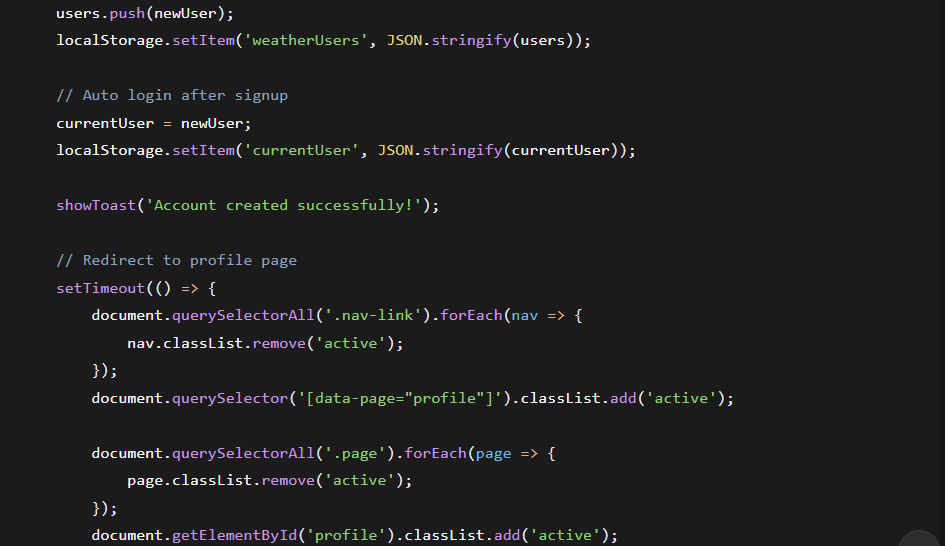 users.push(newUser);
localStorage.setItem('weatherUsers', JSON.stringify(users));
// Auto login after signup
currentUser = newUser;
localStorage.setItem('currentUser', JSON.stringify(currentUser));
showToast('Account created successfully!');
// Redirect to profile page
setTimeout(() => {
document.querySelectorAll('.nav-link').forEach(nav => {
nav.classList.remove('active');
});
document.querySelector('[data-page="profile"]').classList.add('active');
document.querySelectorAll('.page').forEach(page => {
page.classList.remove('active');
});
document.getElementById('profile').classList.add('active');